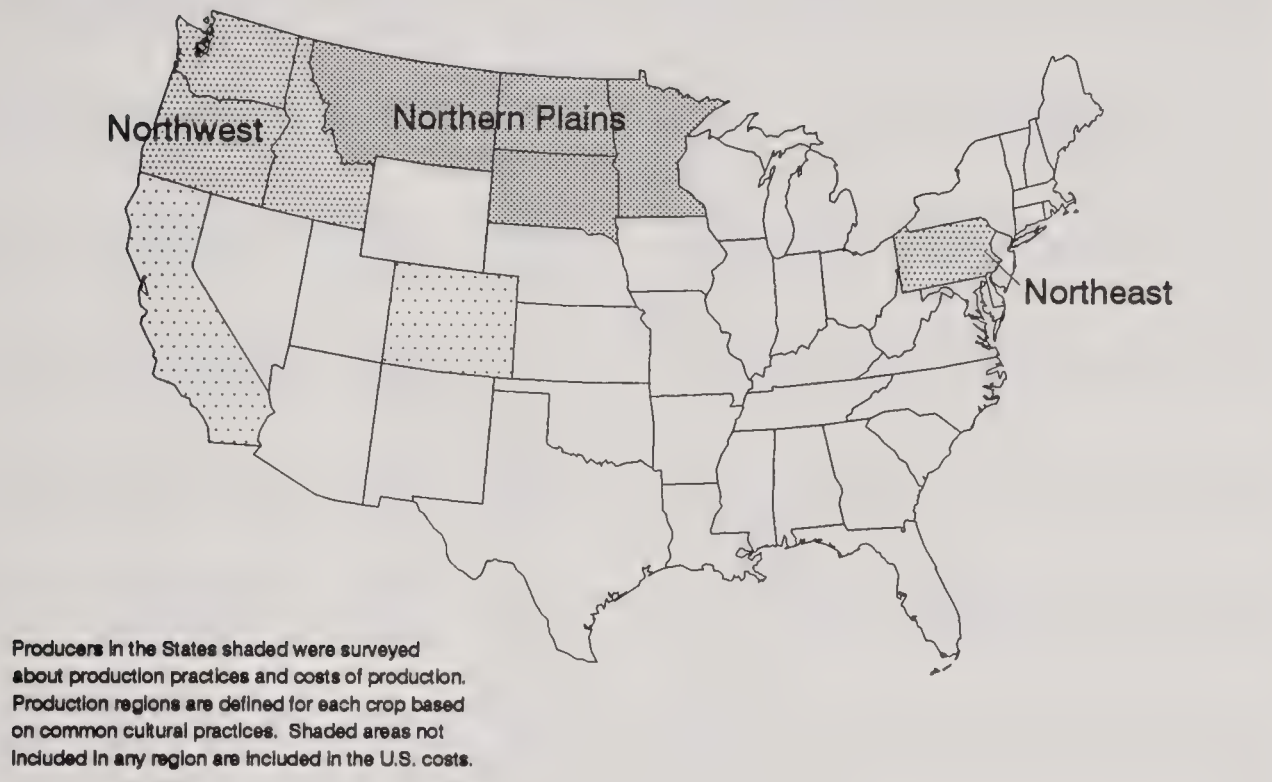 Northwest
Northern Plains
Northeast
Producers in the States shaded were surveyed
about production practices and costs of production.
Production regions are defined for each crop based
on common cultural practices. Shaded areas not
included in any region are included in the U.S. costs.